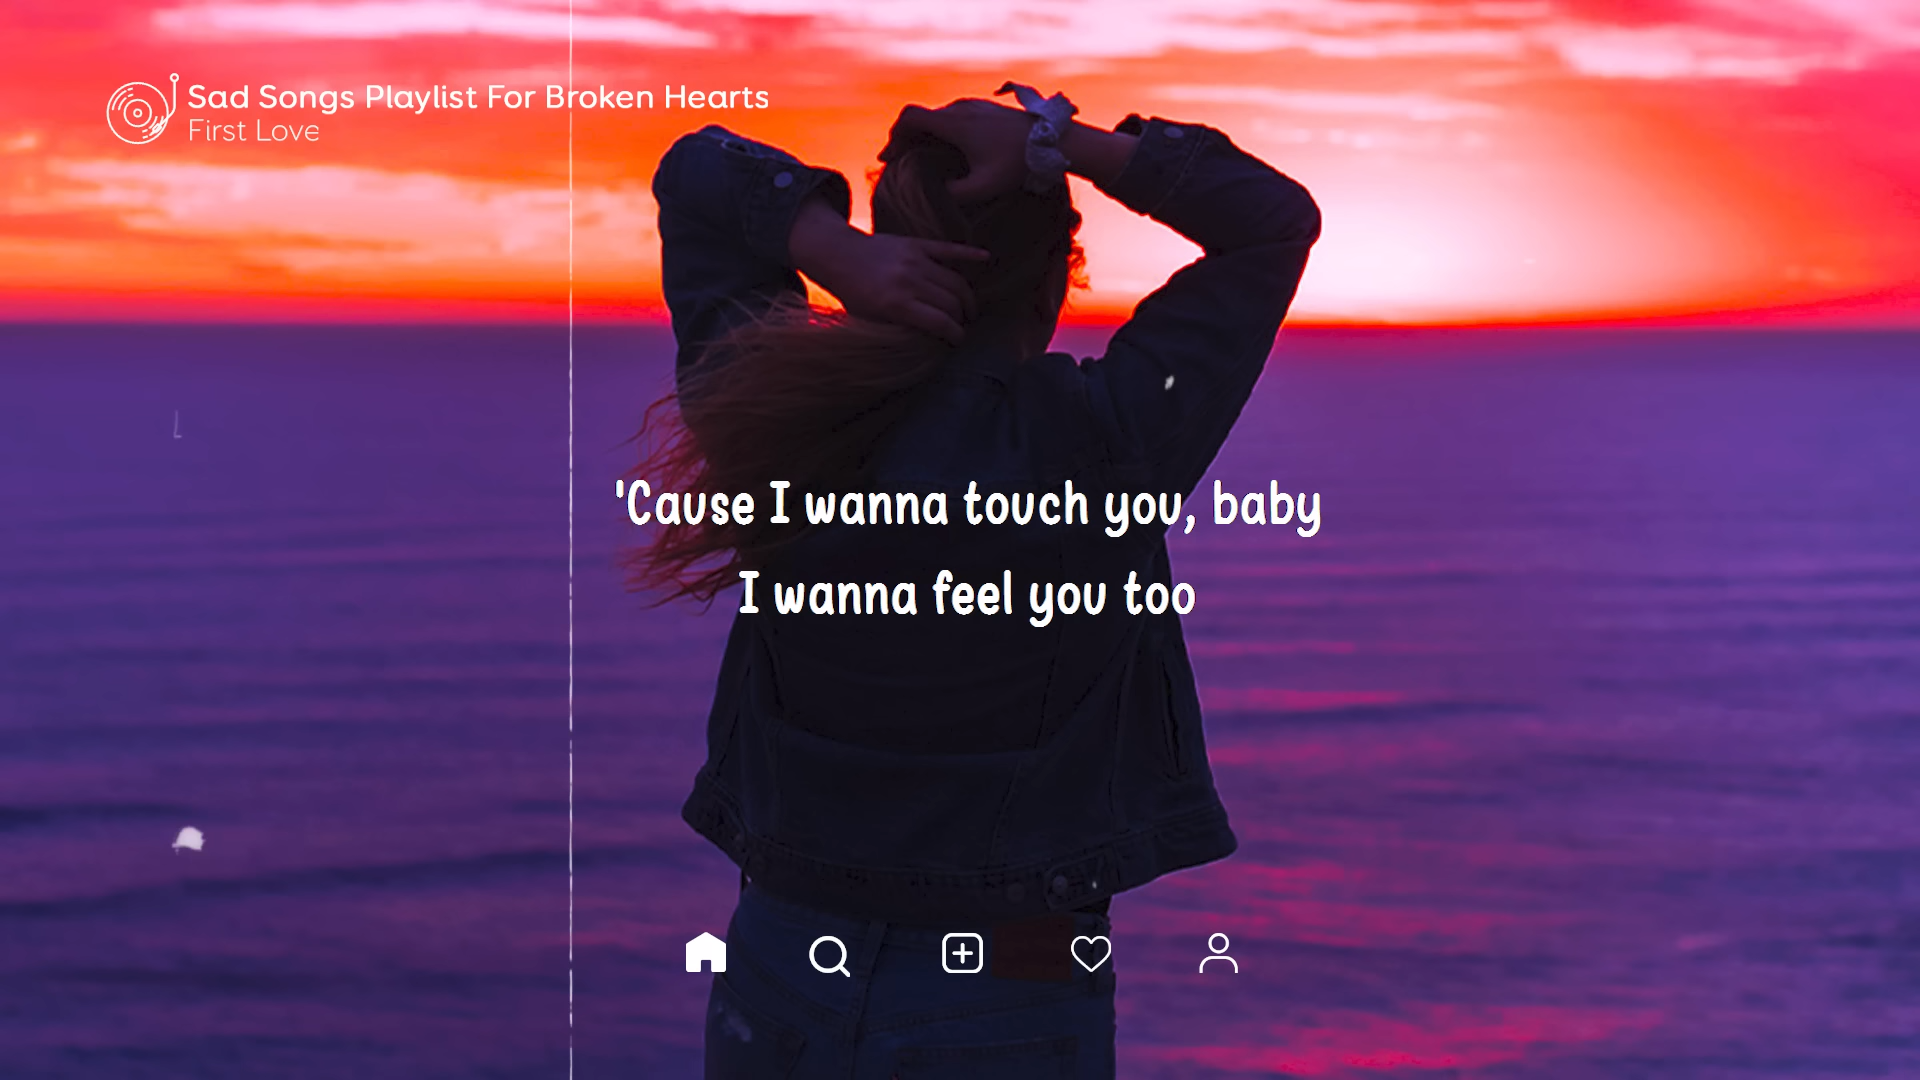 Sad Songs Playlist For Broken Hearts
First Love
'Cause I wanna touch you, baby
I wanna feel you too